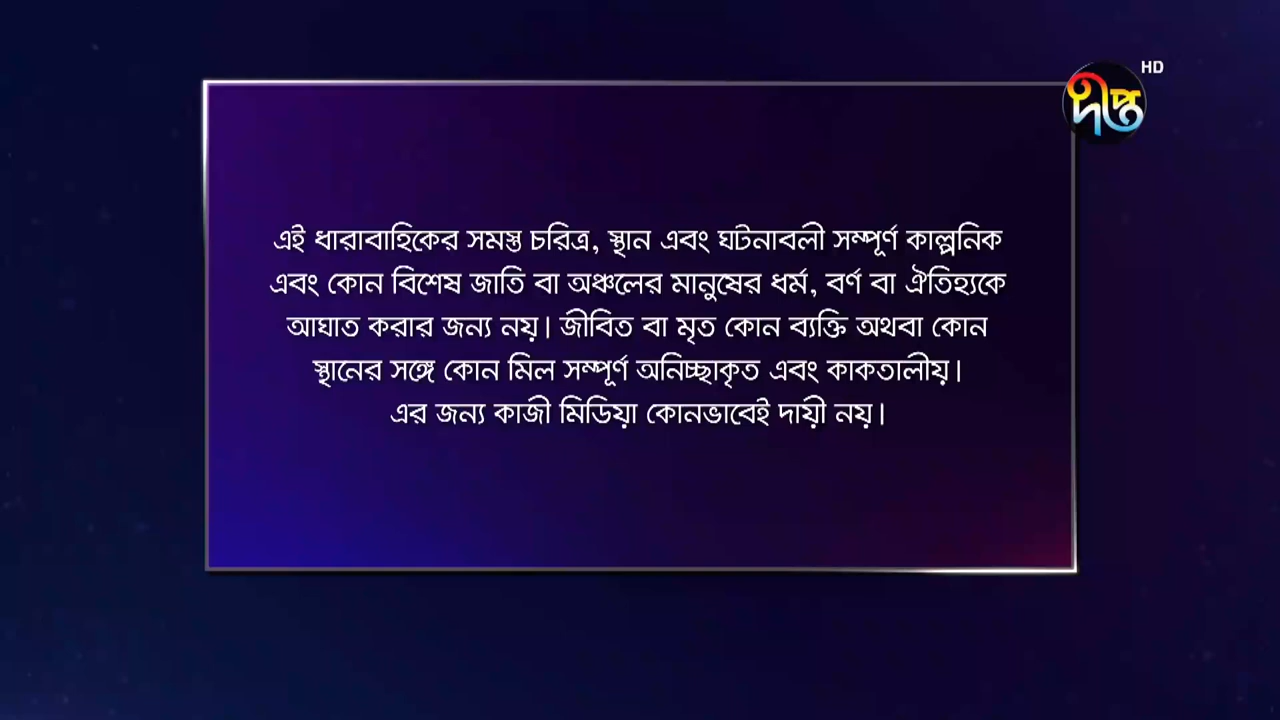 HD
দীপ্ত
এই ধারাবাহিকের সমস্ত চরিত্র, স্থান এবং ঘটনাবলী সম্পূর্ণ কাল্পনিক
এবং কোন বিশেষ জাতি বা অঞ্চলের মানুষের ধর্ম, বর্ণ বা ঐতিহ্যকে
আঘাত করার জন্য নয়। জীবিত বা মৃত কোন ব্যক্তি অথবা কোন
স্থানের সঙ্গে কোন মিল সম্পূর্ণ অনিচ্ছাকৃত এবং কাকতালীয়।
এর জন্য কাজী মিডিয়া কোনভাবেই দায়ী নয়।